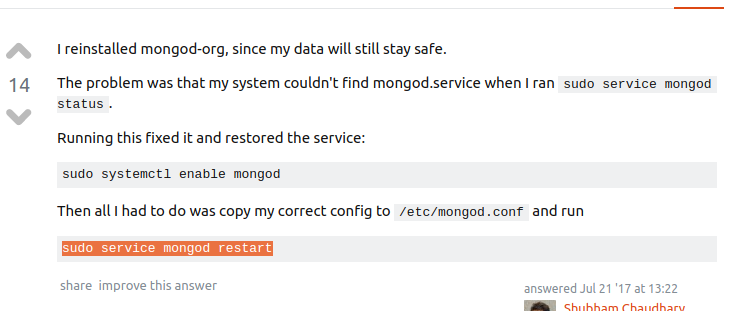 I reinstalled mongod-org, since my data will still stay safe.
14
The problem was that my system couldn't find mongod.service when I ran sudo service mongod
status.
Running this fixed it and restored the service:
sudo systemctl enable mongod
Then all I had to do was copy my correct config to /etc/mongod.conf and run
sudo service mongod restart
share improve this answer
answered Jul 21 '17 at 13:22
Shubham Chaudhary